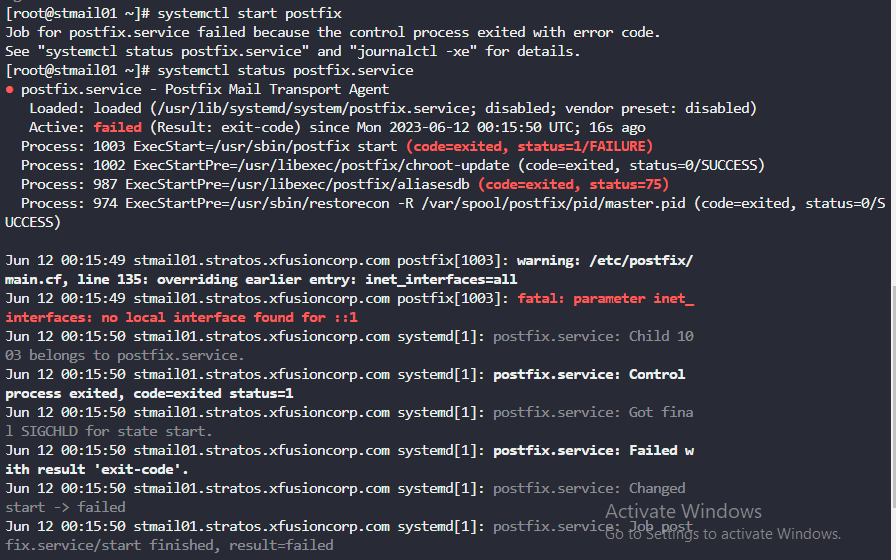 [root@stmail01 ~]# systemctl start postfix
Job for postfix.service failed because the control process exited with error code.
See "systemctl status postfix.service" and "journalctl -xe" for details.
[root@stmail01 ~]# systemctl status postfix.service
● postfix.service - Postfix Mail Transport Agent
   Loaded: loaded (/usr/lib/systemd/system/postfix.service; disabled; vendor preset: disabled)
   Active: failed (Result: exit-code) since Mon 2023-06-12 00:15:50 UTC; 16s ago
  Process: 1003 ExecStart=/usr/sbin/postfix start (code=exited, status=1/FAILURE)
  Process: 1002 ExecStartPre=/usr/libexec/postfix/chroot-update (code=exited, status=0/SUCCESS)
  Process: 987 ExecStartPre=/usr/libexec/postfix/aliasesdb (code=exited, status=75)
  Process: 974 ExecStartPre=/usr/sbin/restorecon -R /var/spool/postfix/pid/master.pid (code=exited, status=0/S
UCCESS)

Jun 12 00:15:49 stmail01.stratos.xfusioncorp.com postfix[1003]: warning: /etc/postfix/
main.cf, line 135: overriding earlier entry: inet_interfaces=all
Jun 12 00:15:49 stmail01.stratos.xfusioncorp.com postfix[1003]: fatal: parameter inet_
interfaces: no local interface found for ::1
Jun 12 00:15:50 stmail01.stratos.xfusioncorp.com systemd[1]: postfix.service: Child 10
03 belongs to postfix.service.
Jun 12 00:15:50 stmail01.stratos.xfusioncorp.com systemd[1]: postfix.service: Control
process exited, code=exited status=1
Jun 12 00:15:50 stmail01.stratos.xfusioncorp.com systemd[1]: postfix.service: Got fina
l SIGCHLD for state start.
Jun 12 00:15:50 stmail01.stratos.xfusioncorp.com systemd[1]: postfix.service: Failed w
ith result 'exit-code'.
Jun 12 00:15:50 stmail01.stratos.xfusioncorp.com systemd[1]: postfix.service: Changed
start -> failed
Jun 12 00:15:50 stmail01.stratos.xfusioncorp.com systemd[1]: postfix.service: Job post
fix.service/start finished, result=failed
Activate Windows
Go to Settings to activate Windows.